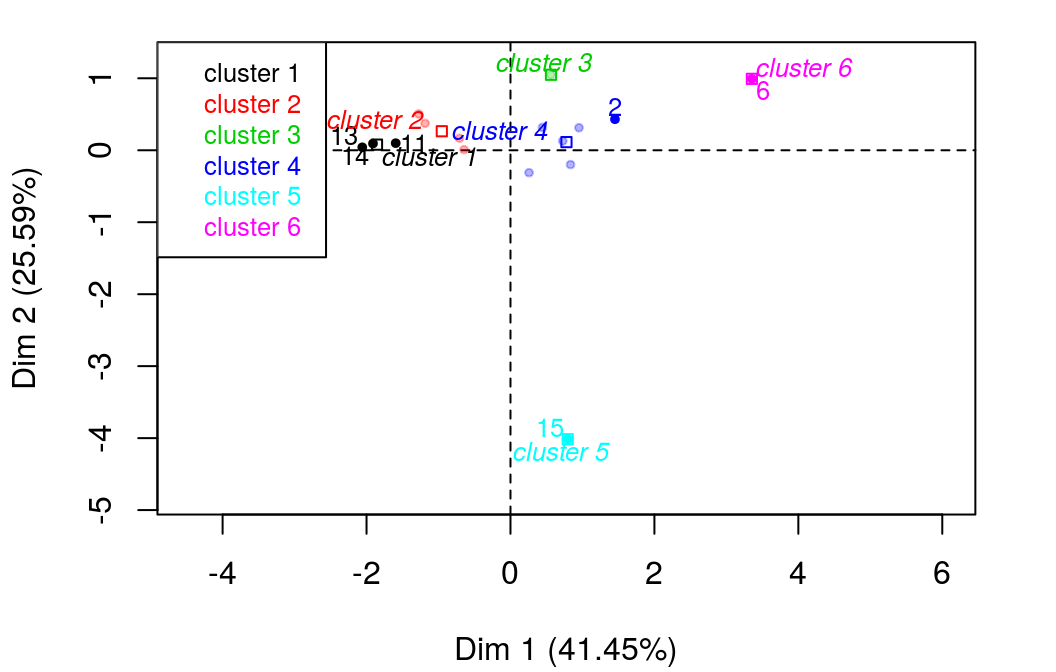 cluster 1
cluster 2
cluster 3
cluster 4
cluster 5
cluster 6
cluster 3
cluster 6
6
2
cluster 2
cluster 4
13
11
14
cluster 1
15
cluster 5
1
0
-1
-2
-3
-4
-5
Dim 2 (25.59%)
-4
-2
0
2
4
6
Dim 1 (41.45%)